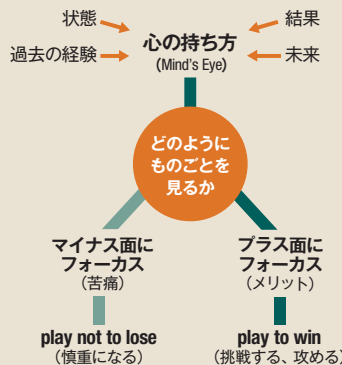 状態
結果
心の持ち方
過去の経験
未来
(Mind's Eye)
どのように
ものごとを
見るか
マイナス面に
フォーカス
（苦痛）
プラス面に
フォーカス
（メリット）
play not to lose
（慎重になる）
play to win
（挑戦する、攻める）